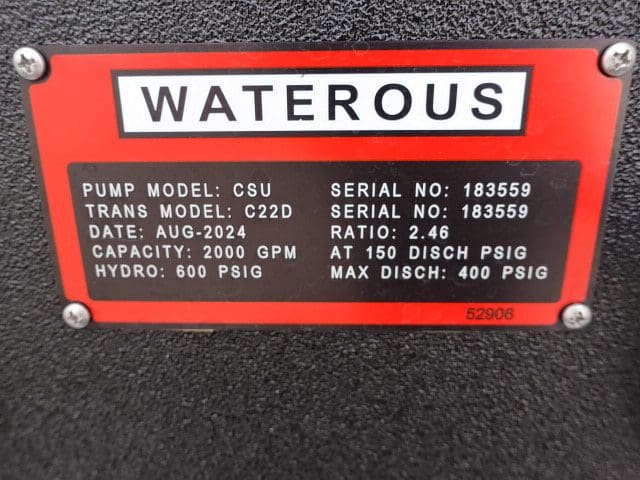 WATEROUS
PUMP MODEL: CSU SERIAL NO: 183559
TRANS MODEL: C22D SERIAL NO: 183559
DATE: AUG-2024 RATIO: 2.46
CAPACITY: 2000 GPM AT 150 DISCH PSIG
HYDRO: 600 PSIG MAX DISCH: 400 PSIG
52906